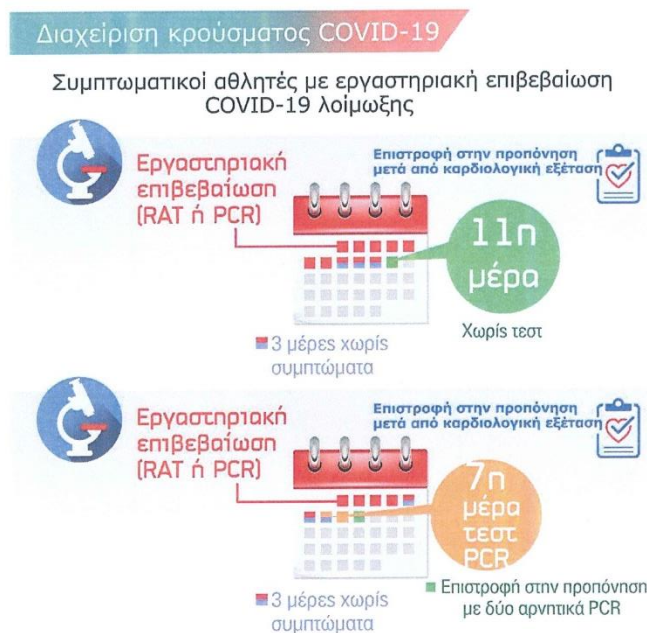 Διαχείριση κρούσματος COVID-19
Συμπτωματικοί αθλητές με εργαστηριακή επιβεβαίωση
COVID-19 λοίμωξης
Εργαστηριακή
επιβεβαίωση
(RAT ή PCR)
Επιστροφή στην προπόνηση
μετά από καρδιολογική εξέταση
11η
μέρα
Χωρίς τεστ
3 μέρες χωρίς
συμπτώματα
Εργαστηριακή
επιβεβαίωση
(RAT ή PCR)
Επιστροφή στην προπόνηση
μετά από καρδιολογική εξέταση
7η
μέρα
τεστ
PCR
3 μέρες χωρίς
συμπτώματα
Επιστροφή στην προπόνηση
με δύο αρνητικά PCR